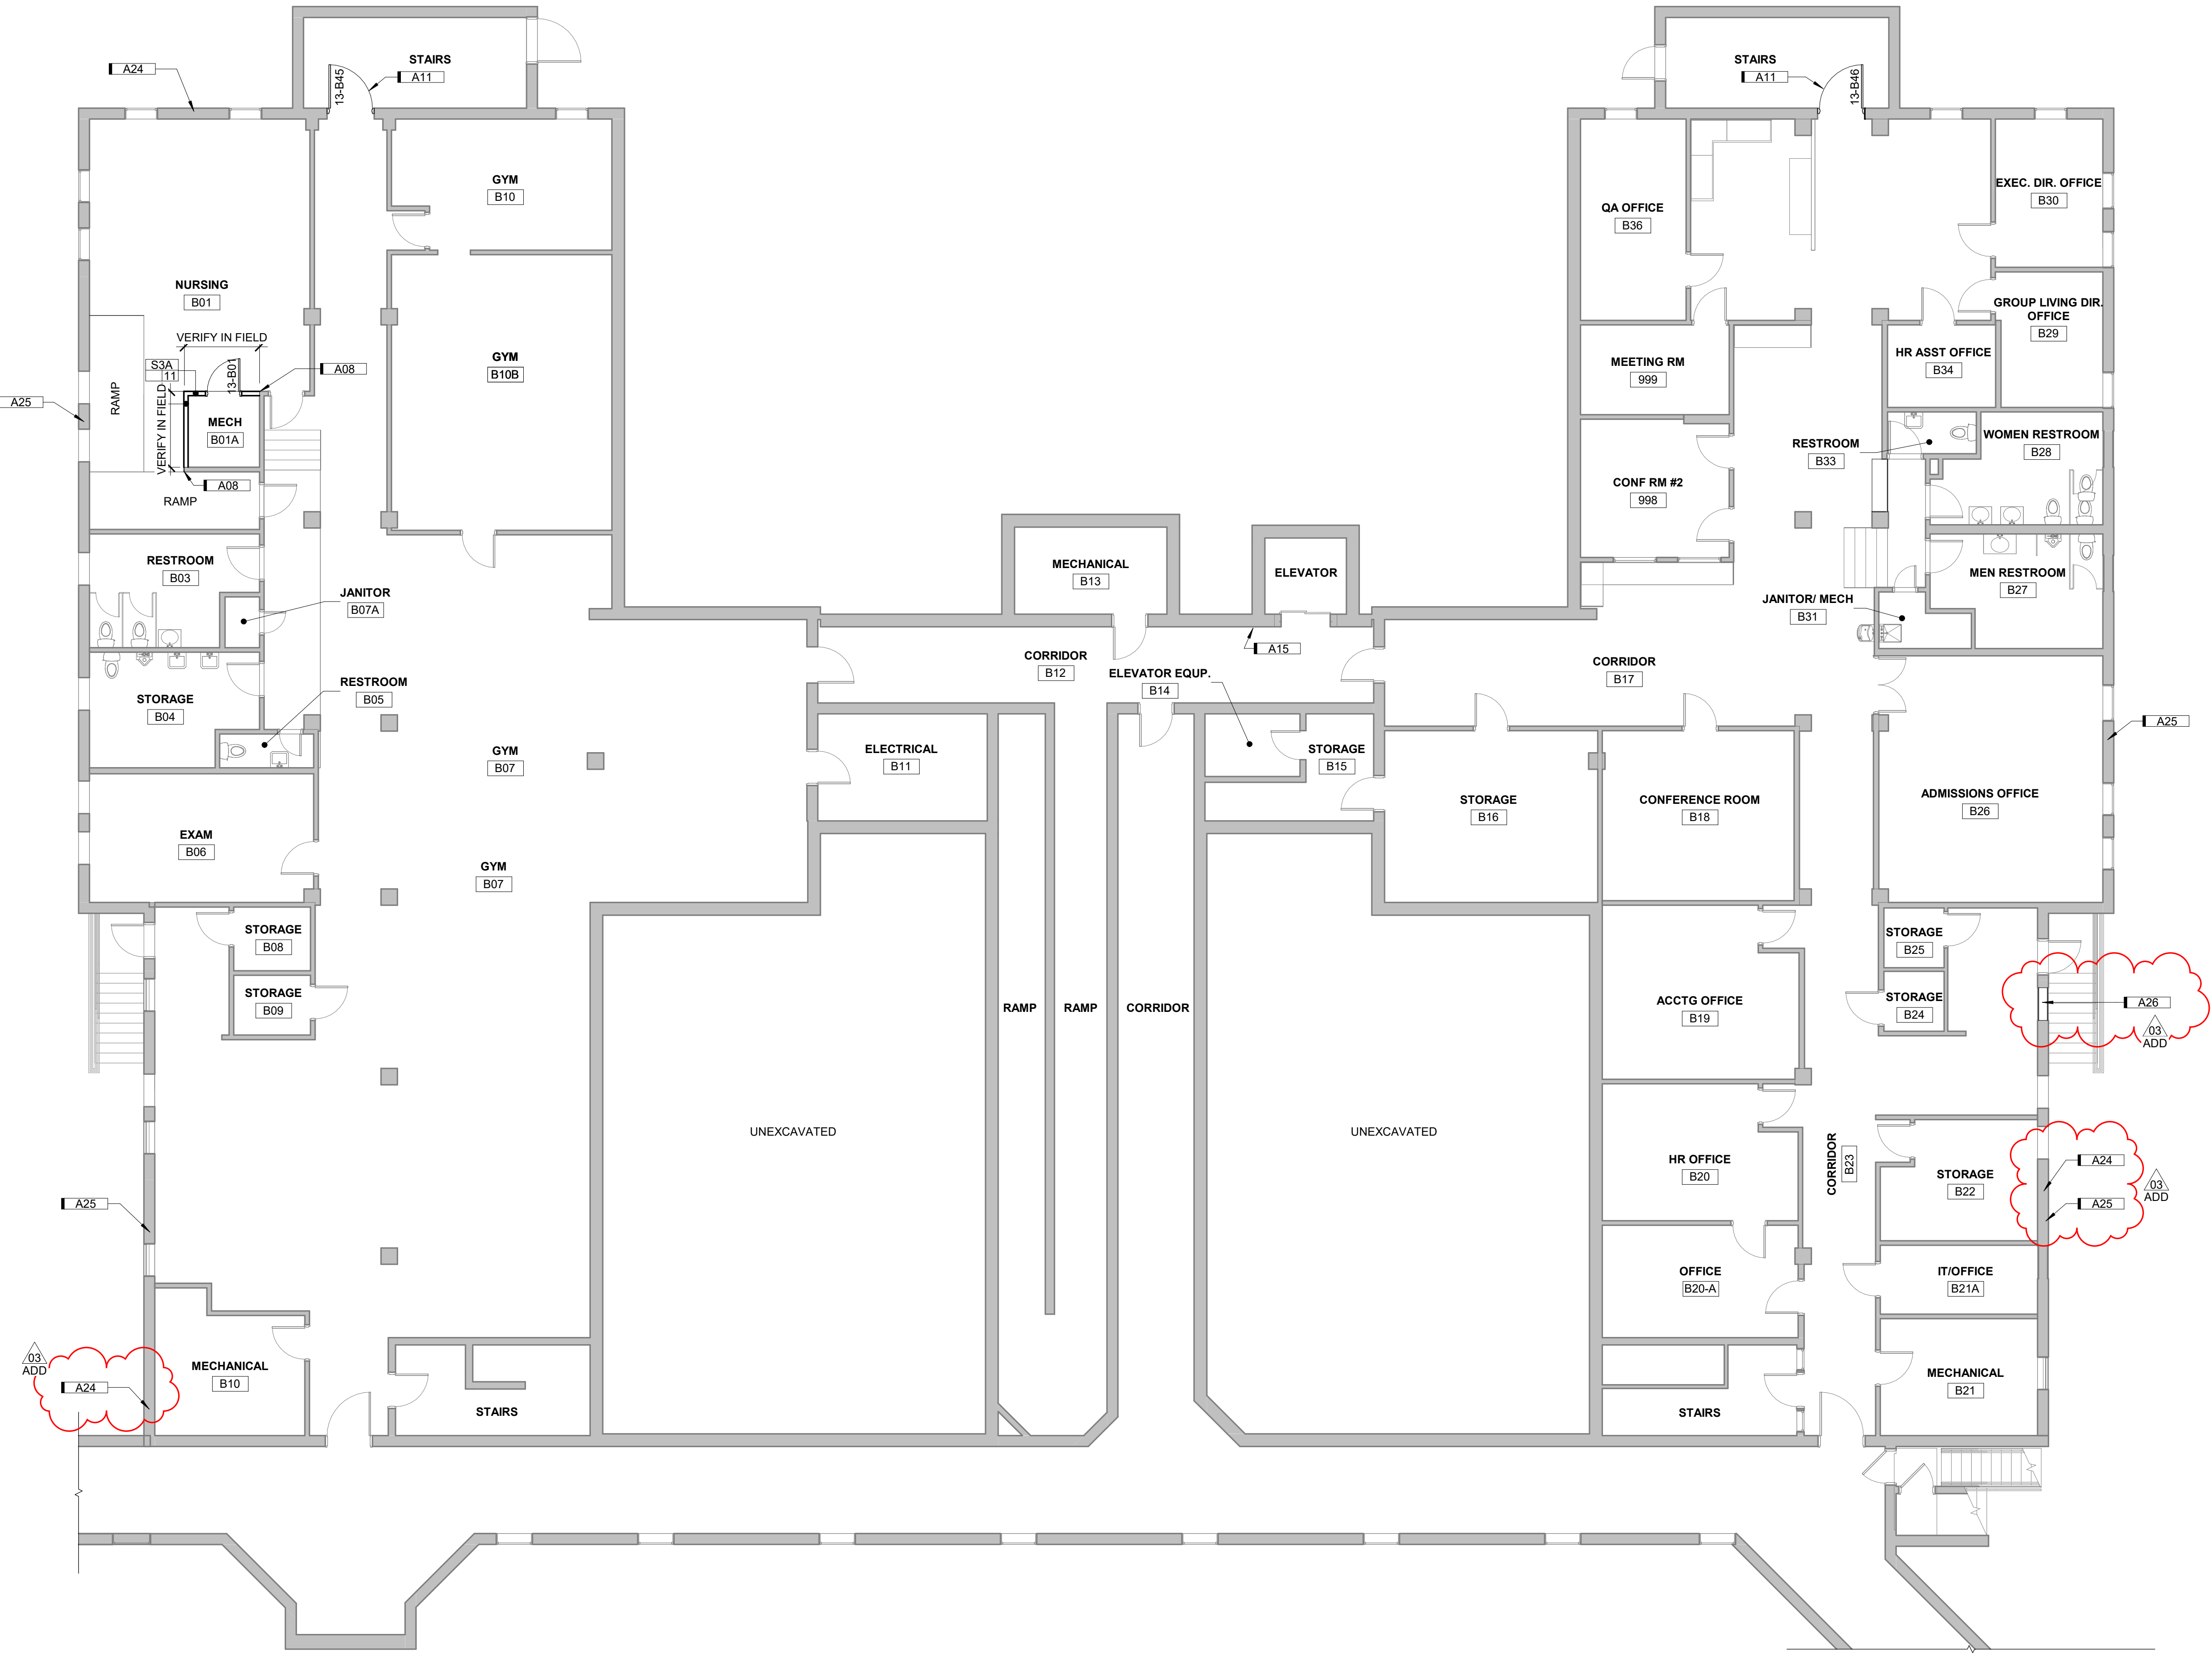 STAIRS
A24
A11
13-B45
GYM
B10
NURSING
B01
VERIFY IN FIELD
S3A
11
13-B01
A08
RAMP
A25
VERIFY IN FIELD
MECH
B01A
A08
RAMP
GYM
B10B
RESTROOM
B03
JANITOR
B07A
STORAGE
B04
RESTROOM
B05
GYM
B07
EXAM
B06
GYM
B07
STORAGE
B08
STORAGE
B09
A25
03
ADD
A24
MECHANICAL
B10
STAIRS
MECHANICAL
B13
ELEVATOR
A15
CORRIDOR
B12
ELEVATOR EQUP.
B14
ELECTRICAL
B11
STORAGE
B15
RAMP
RAMP
CORRIDOR
UNEXCAVATED
UNEXCAVATED
STAIRS
A11
13-B46
QA OFFICE
B36
EXEC. DIR. OFFICE
B30
GROUP LIVING DIR.
OFFICE
B29
MEETING RM
999
HR ASST OFFICE
B34
RESTROOM
B33
WOMEN RESTROOM
B28
CONF RM #2
998
MEN RESTROOM
B27
JANITOR/ MECH
B31
CORRIDOR
B17
A25
STORAGE
B16
CONFERENCE ROOM
B18
ADMISSIONS OFFICE
B26
STORAGE
B25
STORAGE
B24
A26
03
ADD
ACCTG OFFICE
B19
HR OFFICE
B20
CORRIDOR
B23
STORAGE
B22
A24
A25
03
ADD
OFFICE
B20-A
IT/OFFICE
B21A
MECHANICAL
B21
STAIRS